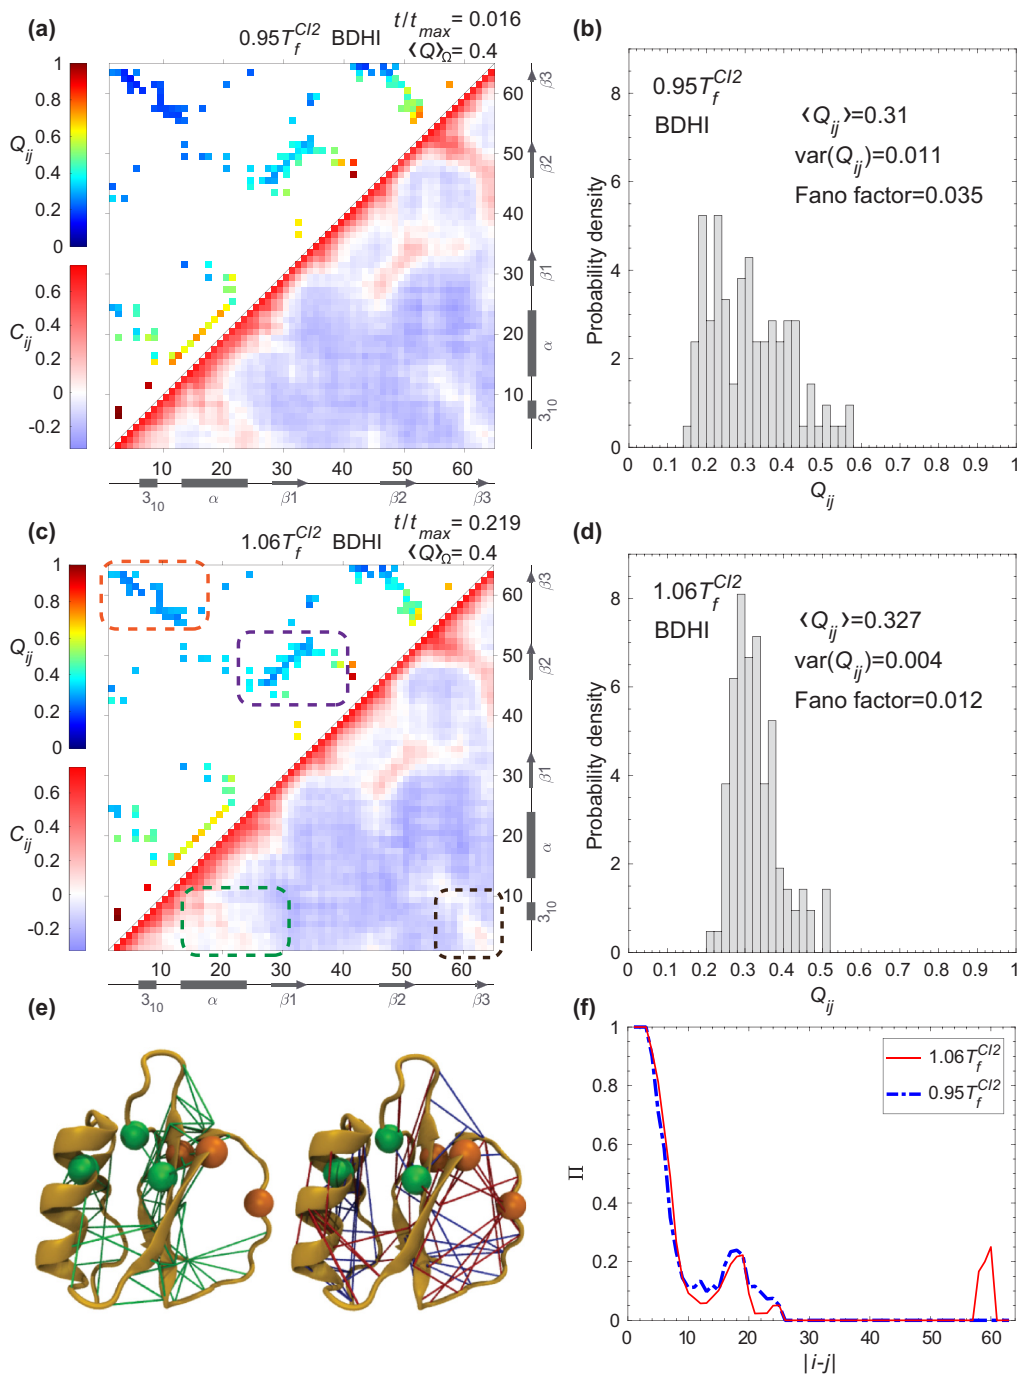 (a)
0.95T_f^{CI2} BDHI
t/t_max = 0.016
⟨Q⟩_Ω = 0.4
1
0.8
Q_ij 0.6
0.4
0.2
0
0.6
0.4
C_ij 0.2
0
-0.2
60
50
40
30
20
10
β3
β2
β1
α
3_10
10 20 30 40 50 60
3_10 α β1 β2 β3
(b)
0.95T_f^{CI2}
BDHI
⟨Q_ij⟩=0.31
var(Q_ij)=0.011
Fano factor=0.035
Probability density
8
6
4
2
0
0 0.1 0.2 0.3 0.4 0.5 0.6 0.7 0.8 0.9 1
Q_ij
(c)
1.06T_f^{CI2} BDHI
t/t_max = 0.219
⟨Q⟩_Ω = 0.4
1
0.8
Q_ij 0.6
0.4
0.2
0
0.6
0.4
C_ij 0.2
0
-0.2
60
50
40
30
20
10
β3
β2
β1
α
3_10
10 20 30 40 50 60
3_10 α β1 β2 β3
(d)
1.06T_f^{CI2}
BDHI
⟨Q_ij⟩=0.327
var(Q_ij)=0.004
Fano factor=0.012
Probability density
8
6
4
2
0
0 0.1 0.2 0.3 0.4 0.5 0.6 0.7 0.8 0.9 1
Q_ij
(e)
(f)
1.06T_f^{CI2}
0.95T_f^{CI2}
Π
1
0.8
0.6
0.4
0.2
0
0 10 20 30 40 50 60
|i-j|